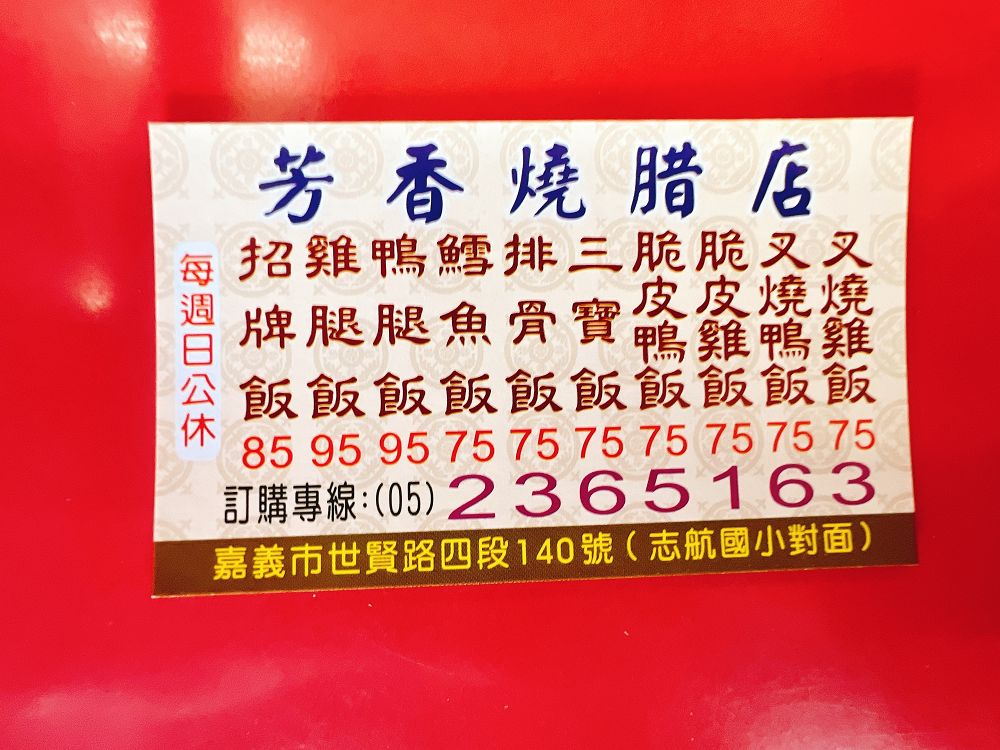 芳香燒腊店
每週日公休
招牌飯 85
雞腿飯 95
鴨腿飯 95
鱈魚飯 75
排骨飯 75
三寶飯 75
脆皮鴨飯 75
脆皮雞飯 75
叉燒鴨飯 75
叉燒雞飯 75
訂購專線:(05)2365163
嘉義市世賢路四段140號（志航國小對面）